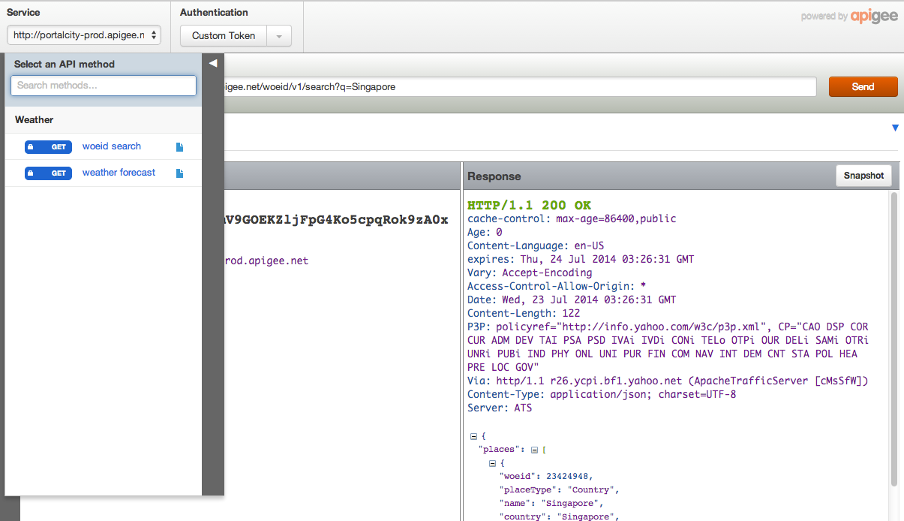 Service
Authentication
powered by apigee
http://portalcity-prod.apigee.n
Custom Token
Select an API method
Search methods...
igee.net/woeid/v1/search?q=Singapore
Send
Weather
GET woeid search
GET weather forecast
Response
Snapshot
V9GOEKZljFpG4Ko5cpqRok9zA0x
rod.apigee.net
HTTP/1.1 200 OK
cache-control: max-age=86400,public
Age: 0
Content-Language: en-US
expires: Thu, 24 Jul 2014 03:26:31 GMT
Vary: Accept-Encoding
Access-Control-Allow-Origin: *
Date: Wed, 23 Jul 2014 03:26:31 GMT
Content-Length: 122
P3P: policyref="http://info.yahoo.com/w3c/p3p.xml", CP="CAO DSP COR
CUR ADM DEV TAI PSA PSD IVAi IVDi CONi TELo OTPi OUR DELi SAMi OTRi
UNRi PUBi IND PHY ONL UNI PUR FIN COM NAV INT DEM CNT STA POL HEA
PRE LOC GOV"
Via: http/1.1 r26.ycpi.bf1.yahoo.net (ApacheTrafficServer [cMsSfW])
Content-Type: application/json; charset=UTF-8
Server: ATS
{
"places": [
{
"woeid": 23424948,
"placeType": "Country",
"name": "Singapore",
"country": "Singapore",